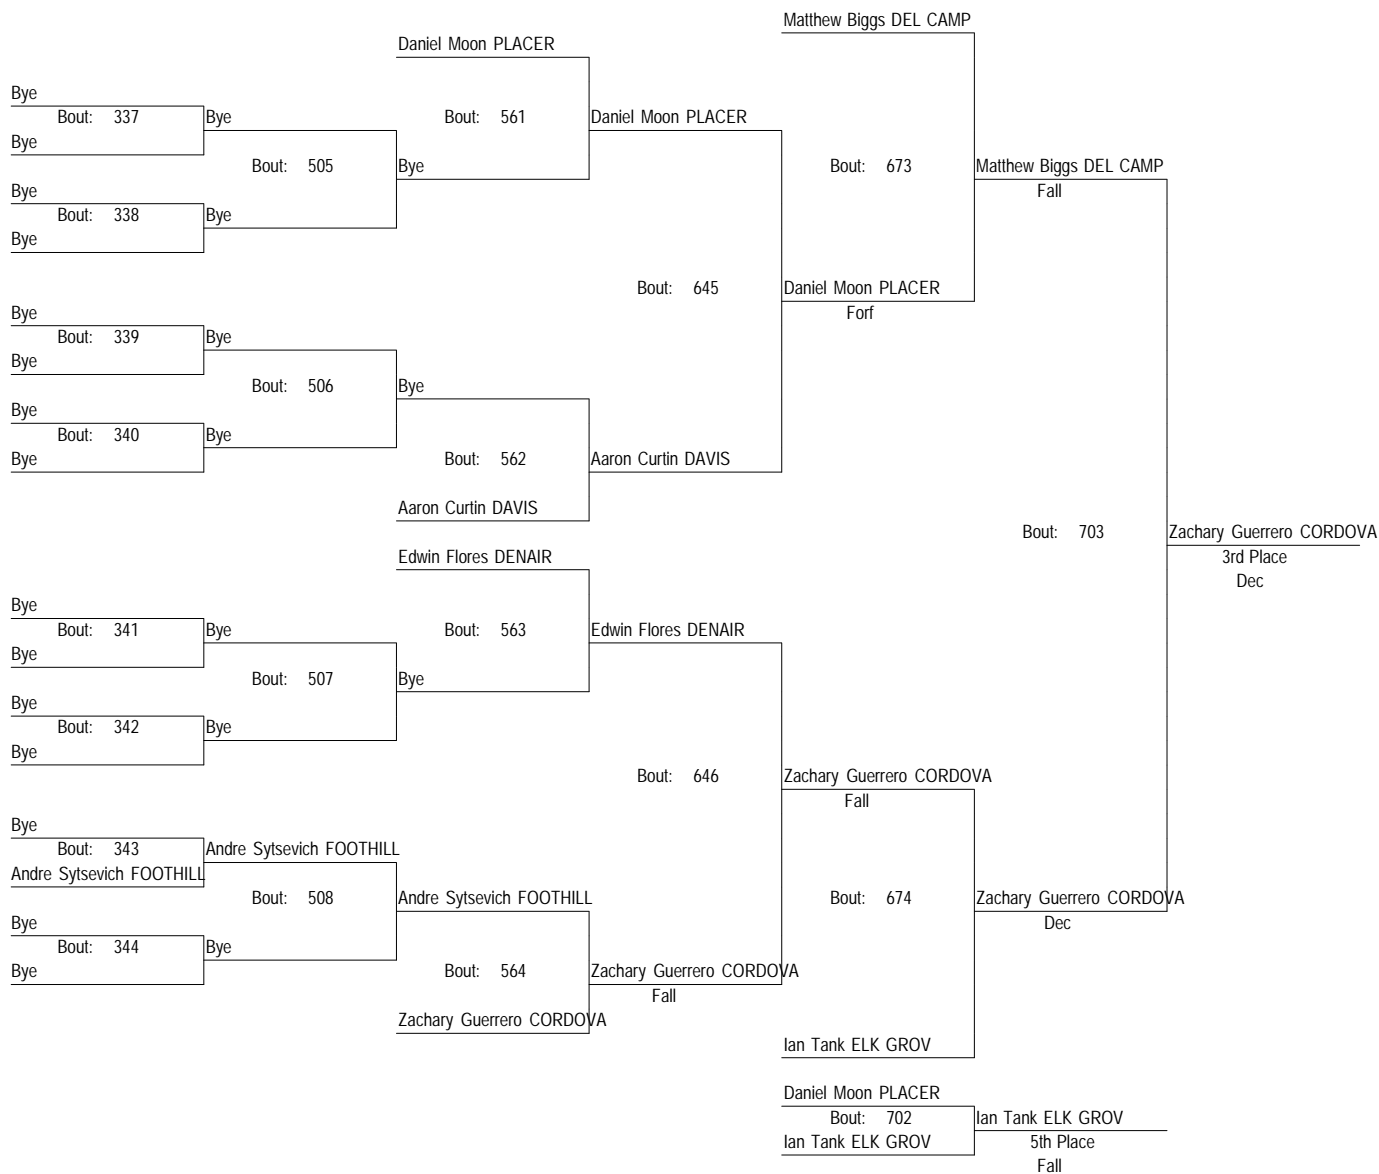 Matthew Biggs DEL CAMP
Daniel Moon PLACER
Bye
Bout: 337 Bye Bout: 561 Daniel Moon PLACER
Bye
Bout: 505 Bye Bout: 673 Matthew Biggs DEL CAMP
Bye Fall
Bout: 338 Bye
Bye
Bout: 645 Daniel Moon PLACER
Bye Forf
Bout: 339 Bye
Bye
Bout: 506 Bye
Bye
Bout: 340 Bye
Bye Bout: 562 Aaron Curtin DAVIS
Aaron Curtin DAVIS
Bout: 703 Zachary Guerrero CORDOVA
Edwin Flores DENAIR 3rd Place
Dec
Bye
Bout: 341 Bye Bout: 563 Edwin Flores DENAIR
Bye
Bout: 507 Bye
Bye
Bout: 342 Bye
Bye
Bout: 646 Zachary Guerrero CORDOVA
Fall
Bye
Bout: 343 Andre Sytsevich FOOTHILL
Andre Sytsevich FOOTHILL
Bout: 508 Andre Sytsevich FOOTHILL Bout: 674 Zachary Guerrero CORDOVA
Bye Dec
Bout: 344 Bye
Bye Bout: 564 Zachary Guerrero CORDOVA
Fall
Zachary Guerrero CORDOVA
Ian Tank ELK GROV
Daniel Moon PLACER
Bout: 702 Ian Tank ELK GROV
Ian Tank ELK GROV 5th Place
Fall